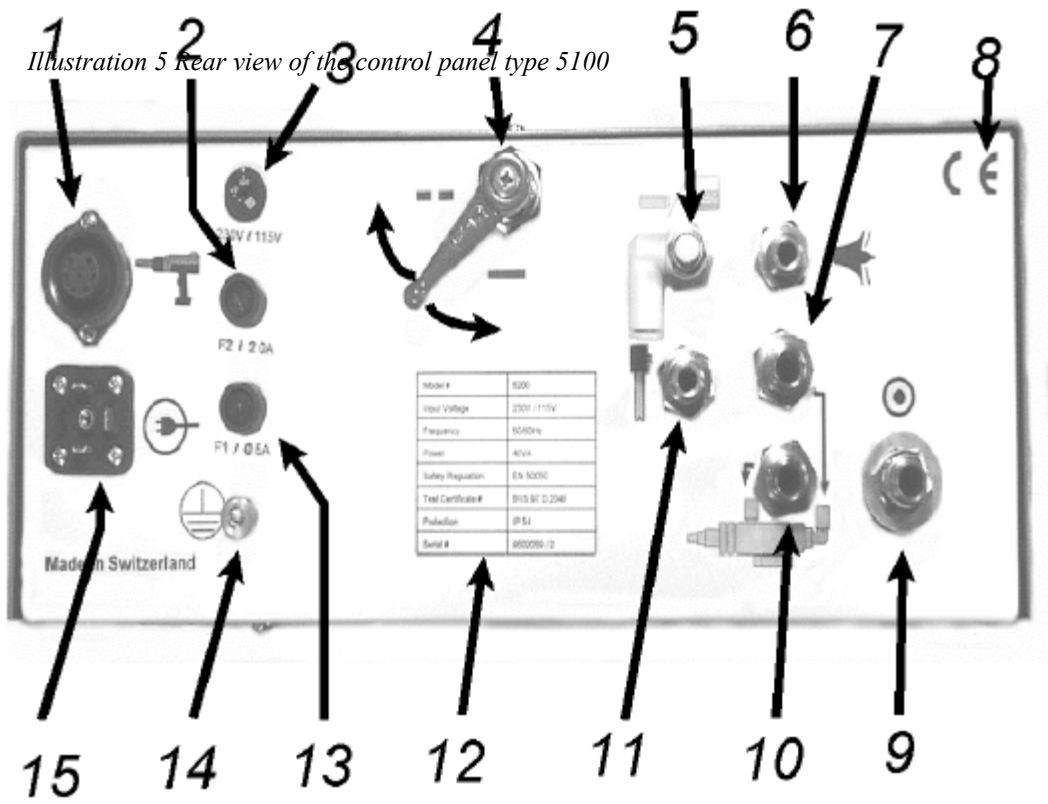 1 2 3 4 5 6 7 8
Illustration 5 Rear view of the control panel type 5100
CE
230V / 115V
F2 / 2.0A
F1 / 0.5A
Made in Switzerland
Model # 5200
Input Voltage 230V / 115V
Frequency 50/60Hz
Power 40VA
Safety Regulation EN 50050
Test Certificate #
Protection IP 54
Serial #
15 14 13 12 11 10 9